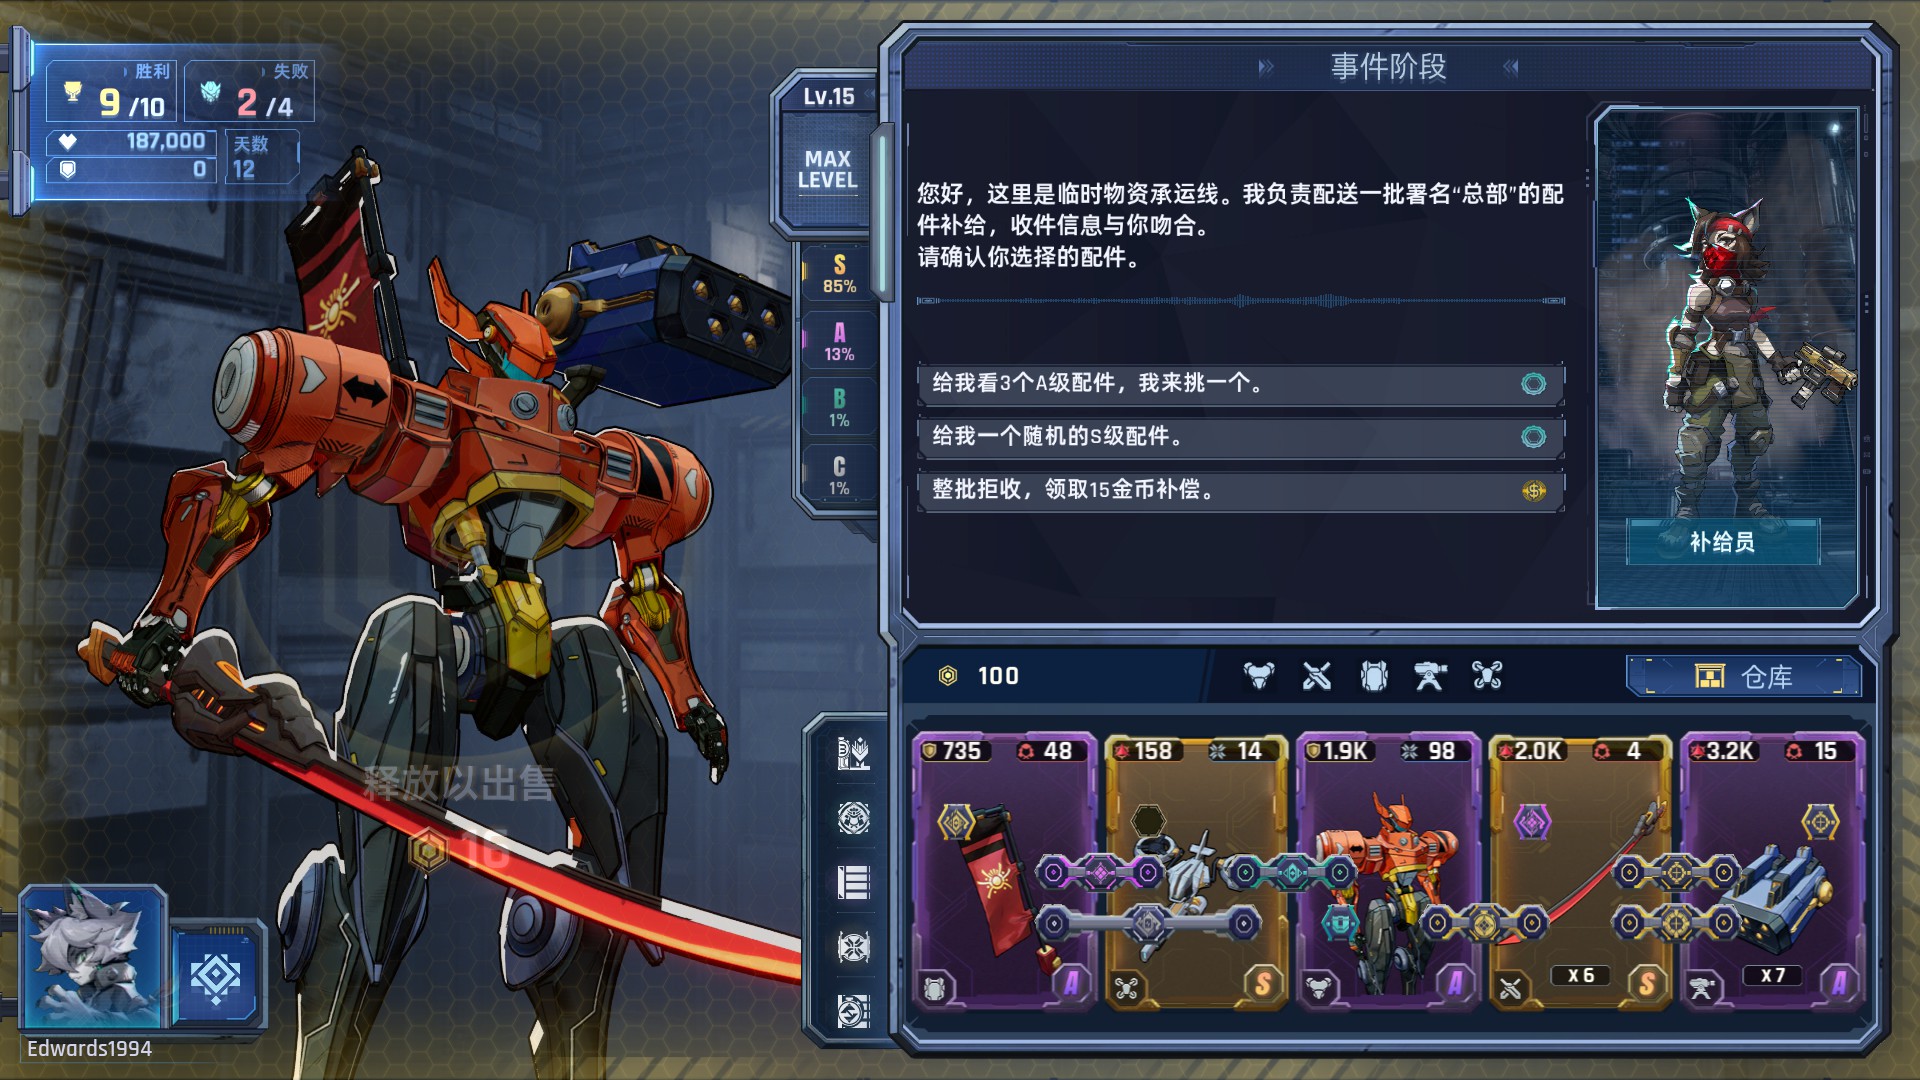 胜利
9/10
失败
2/4
187,000
0
天数
12
Lv.15
MAX
LEVEL
S
85%
A
13%
B
1%
C
1%
事件阶段
您好，这里是临时物资承运线。我负责配送一批署名“总部”的配
件补给，收件信息与你吻合。
请确认你选择的配件。
给我看3个A级配件，我来挑一个。
给我一个随机的S级配件。
整批拒收，领取15金币补偿。
补给员
100
仓库
释放以出售
16
735
48
A
158
14
S
1.9K
98
A
2.0K
4
X6
S
3.2K
15
X7
A
Edwards1994